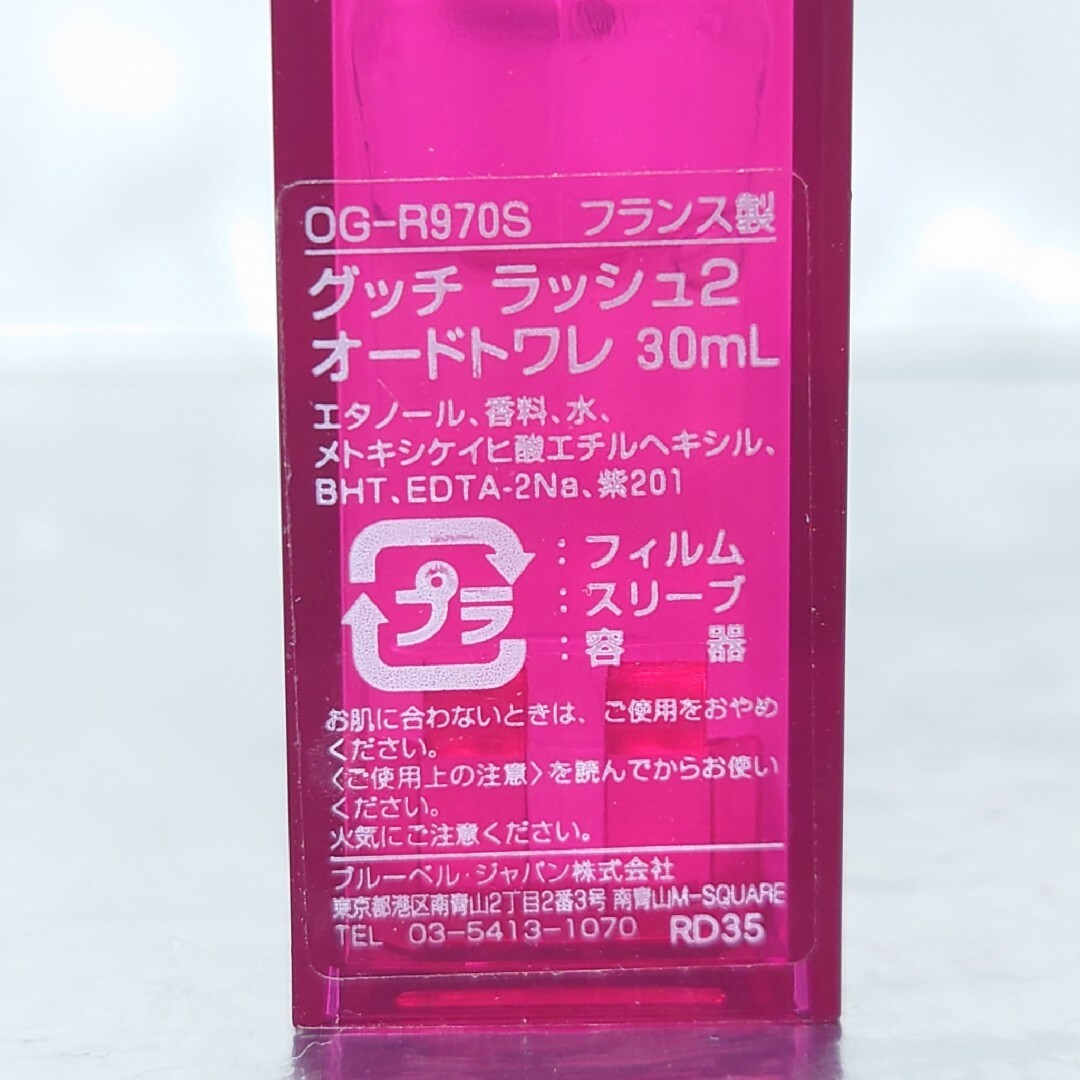 OG-R970S フランス製
グッチ ラッシュ2
オードトワレ 30mL
エタノール、香料、水、
メトキシケイヒ酸エチルヘキシル、
BHT、EDTA-2Na、紫201
プラ
：フィルム
：スリーブ
：容器
お肌に合わないときは、ご使用をおやめ
ください。
〈ご使用上の注意〉を読んでからお使い
ください。
火気にご注意ください。
ブルーベル・ジャパン株式会社
東京都港区南青山2丁目2番3号 南青山M-SQUARE
TEL 03-5413-1070 RD35